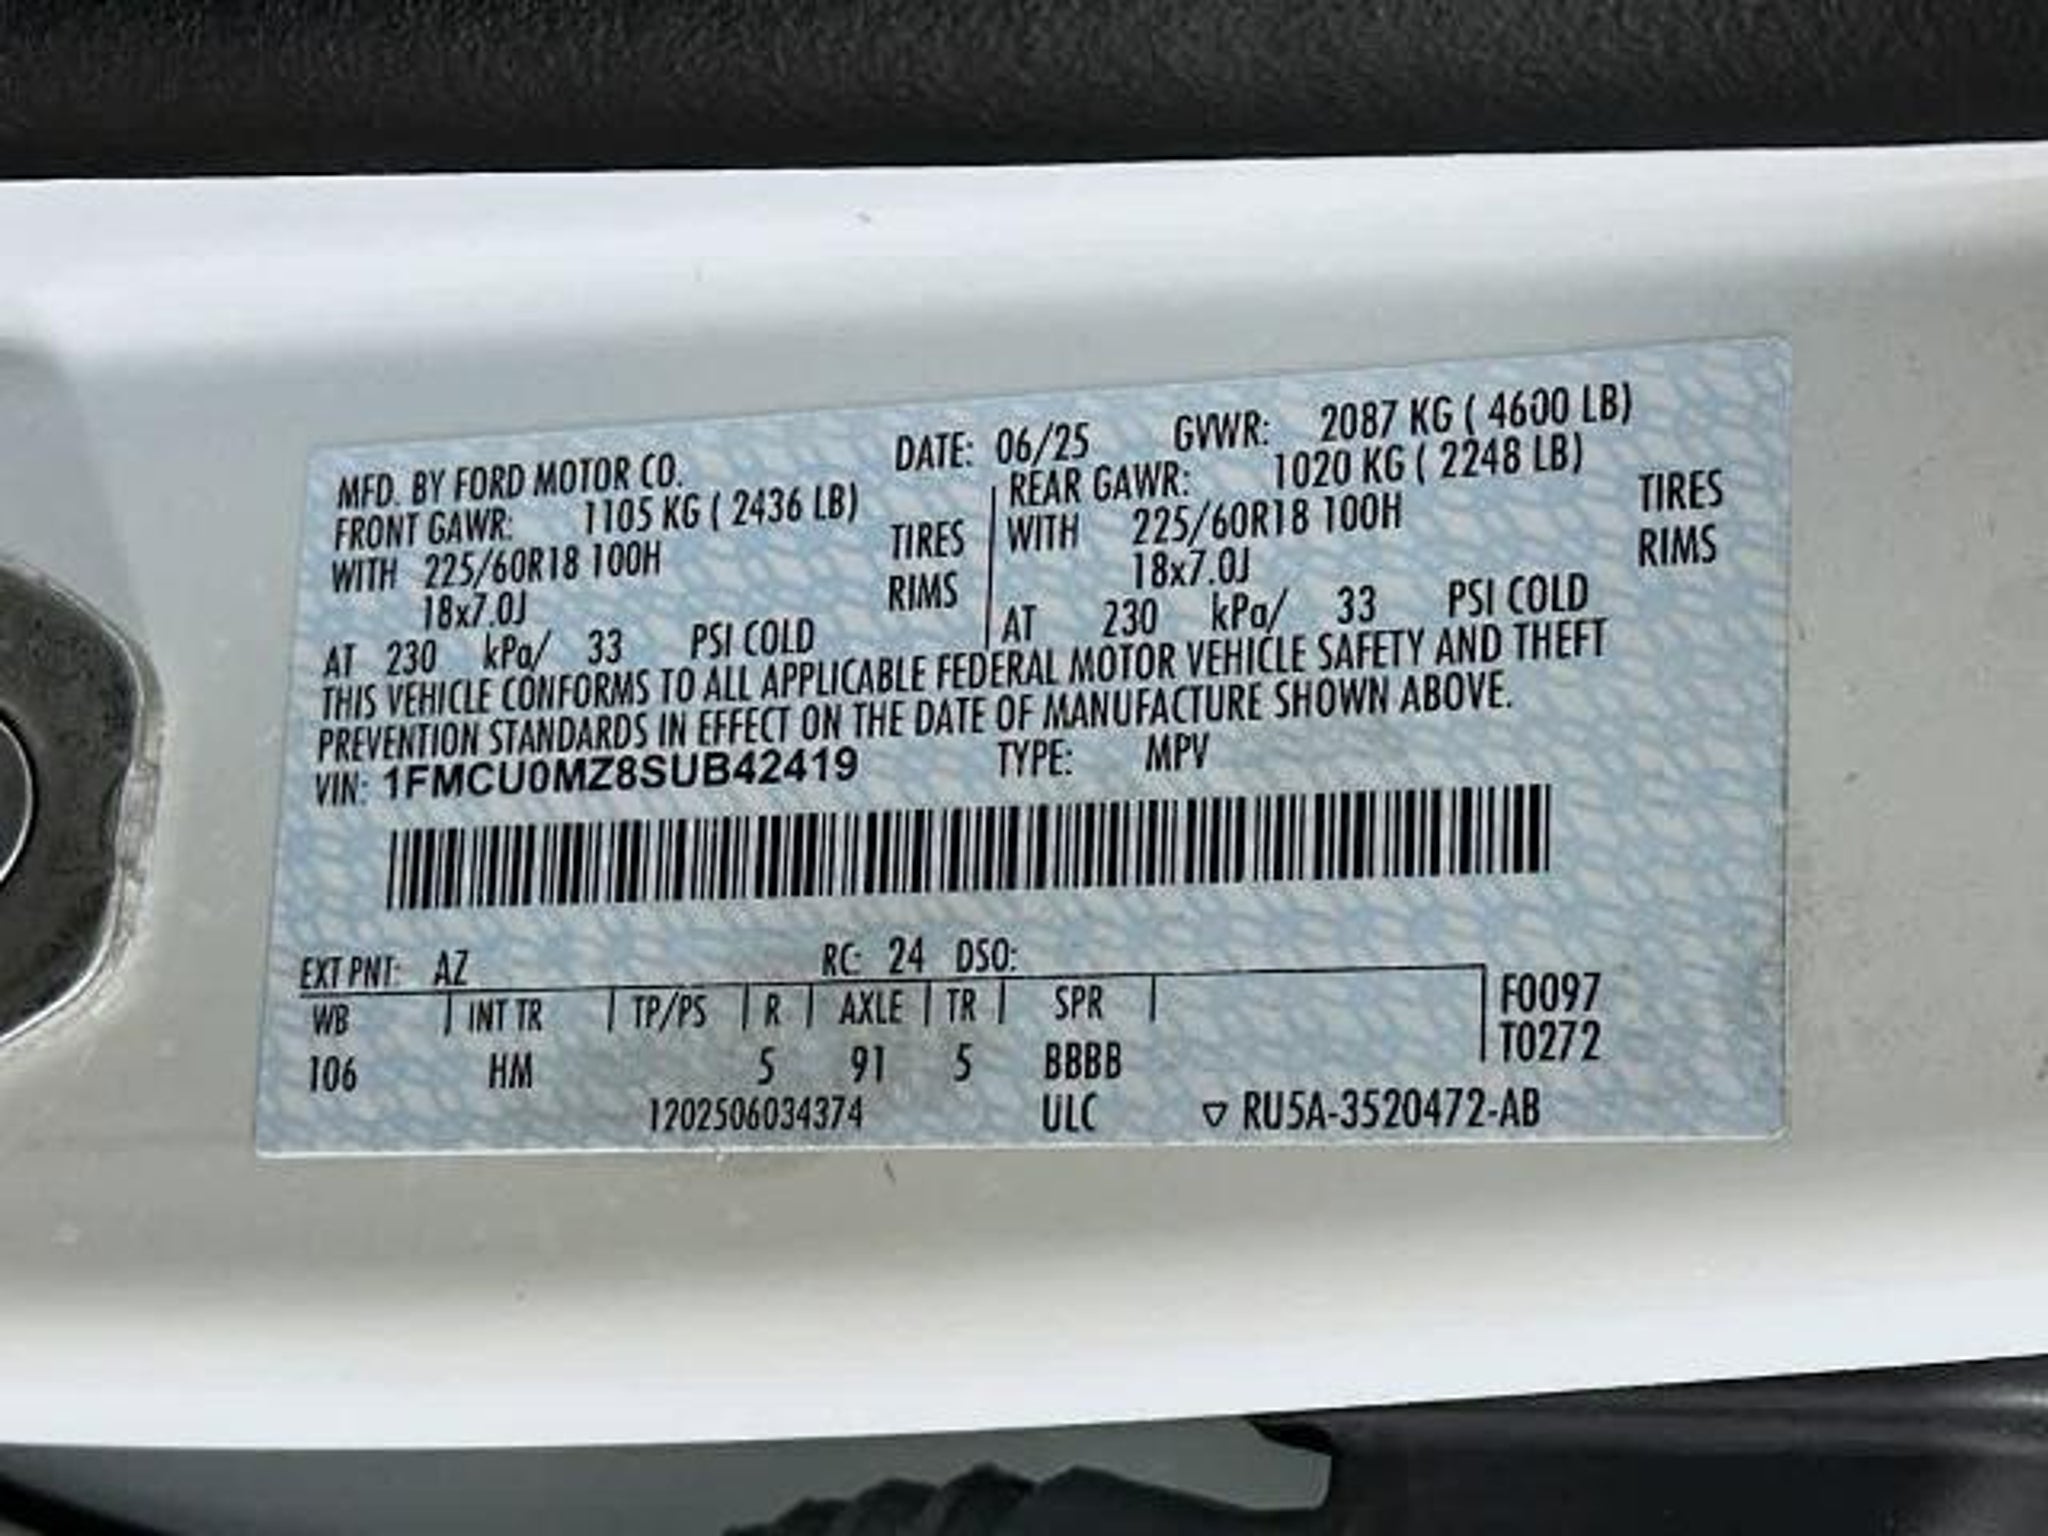 MFD. BY FORD MOTOR CO. DATE: 06/25 GVWR: 2087 KG ( 4600 LB)
FRONT GAWR: 1105 KG ( 2436 LB) REAR GAWR: 1020 KG ( 2248 LB)
WITH 225/60R18 100H TIRES WITH 225/60R18 100H TIRES
18x7.0J RIMS 18x7.0J RIMS
AT 230 kPa/ 33 PSI COLD AT 230 kPa/ 33 PSI COLD
THIS VEHICLE CONFORMS TO ALL APPLICABLE FEDERAL MOTOR VEHICLE SAFETY AND THEFT
PREVENTION STANDARDS IN EFFECT ON THE DATE OF MANUFACTURE SHOWN ABOVE.
VIN: 1FMCU0MZ8SUB42419 TYPE: MPV
EXT PNT: AZ RC: 24 DSO:
WB INT TR TP/PS R AXLE TR SPR F0097
T0272
106 HM 5 91 5 BBBB
1202506034374 ULC ▽ RU5A-3520472-AB